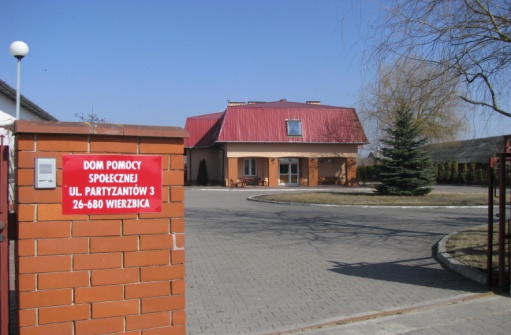 DOM POMOCY
SPOŁECZNEJ
UL. PARTYZANTÓW 3
26-680 WIERZBICA